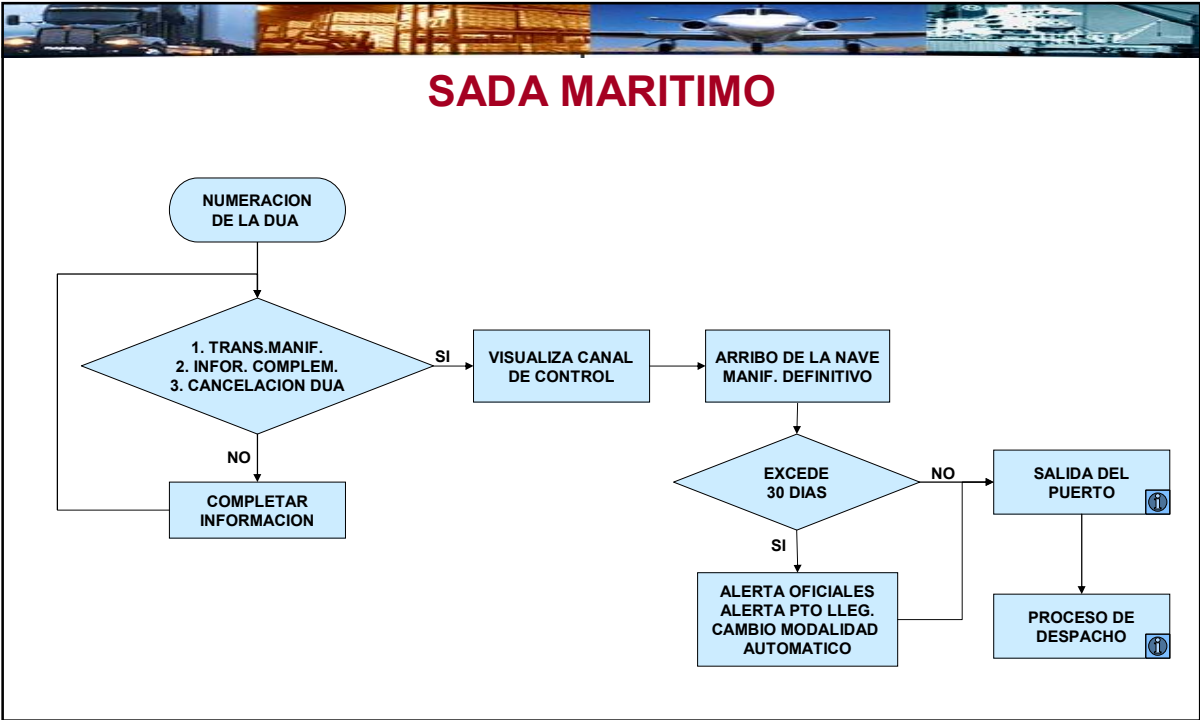 SADA MARITIMO
NUMERACION
DE LA DUA
1. TRANS.MANIF.
2. INFOR. COMPLEM.
3. CANCELACION DUA
SI
VISUALIZA CANAL
DE CONTROL
ARRIBO DE LA NAVE
MANIF. DEFINITIVO
NO
COMPLETAR
INFORMACION
EXCEDE
30 DIAS
NO
SALIDA DEL
PUERTO
SI
ALERTA OFICIALES
ALERTA PTO LLEG.
CAMBIO MODALIDAD
AUTOMATICO
PROCESO DE
DESPACHO